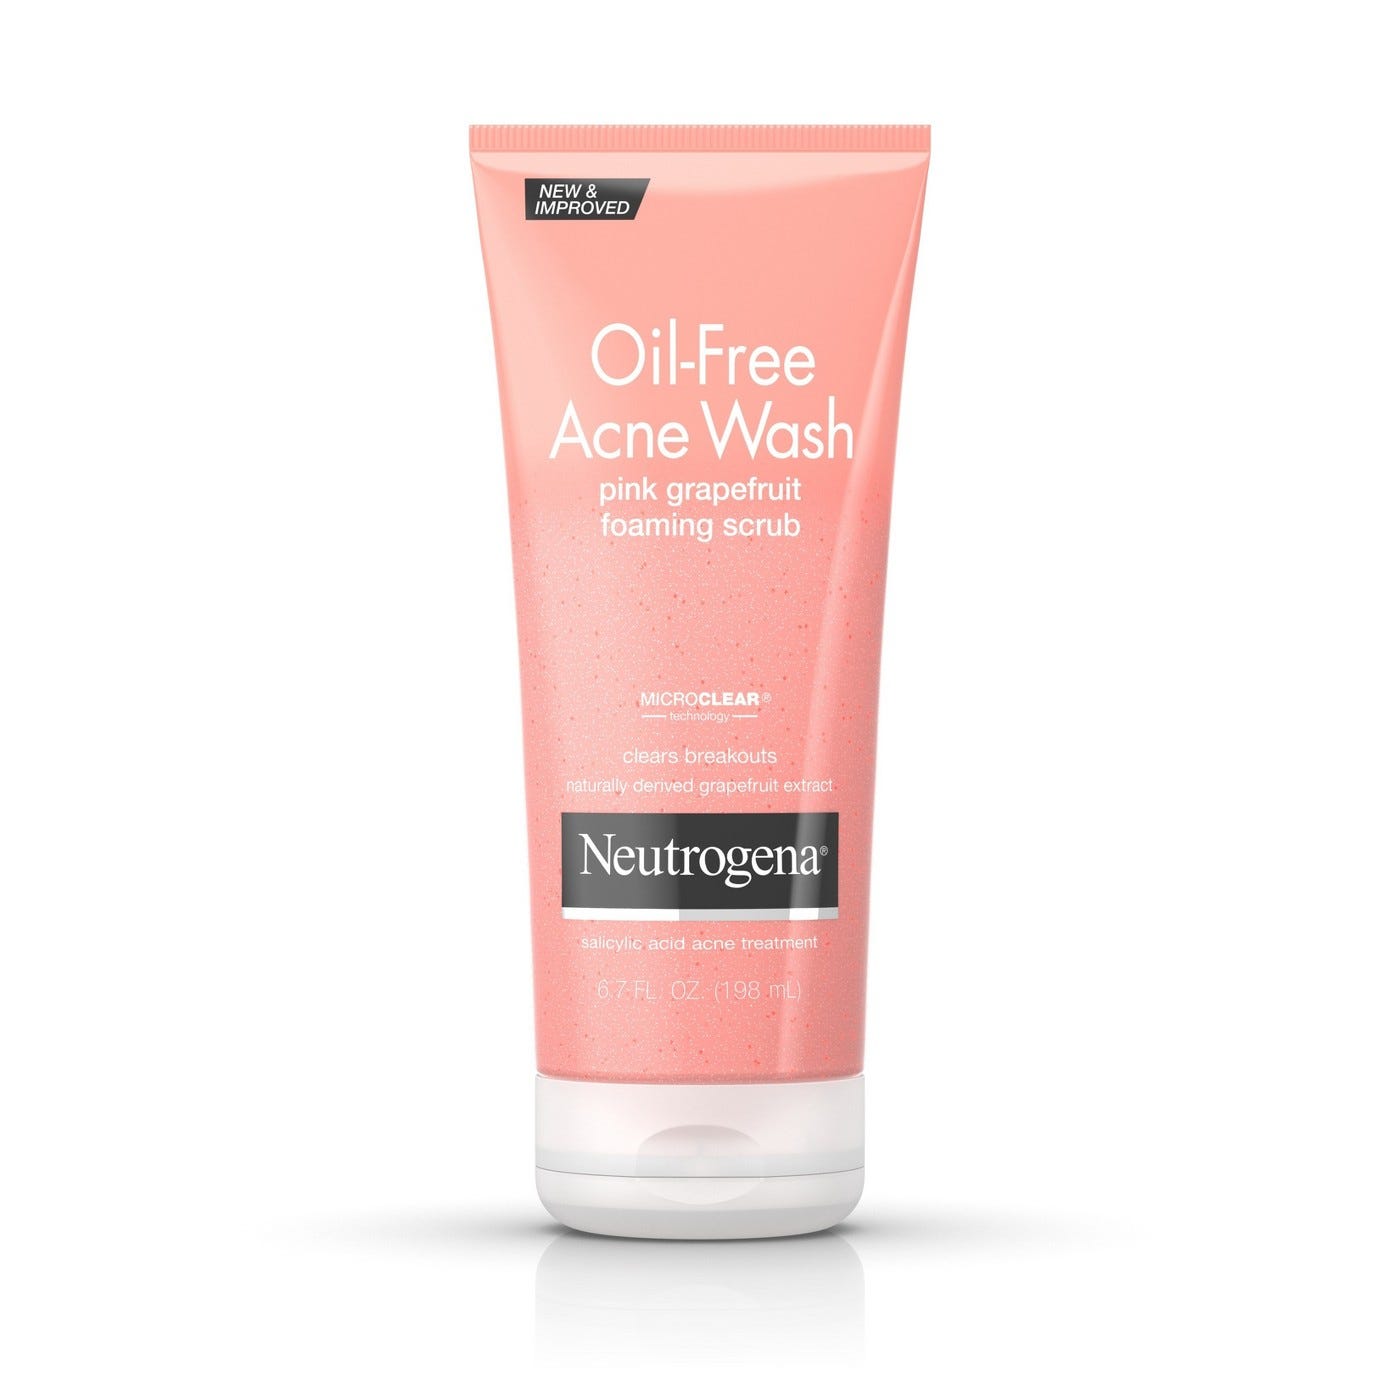 NEW &
IMPROVED
Oil-Free
Acne Wash
pink grapefruit
foaming scrub
MICROCLEAR®
technology
clears breakouts
naturally derived grapefruit extract
Neutrogena®
salicylic acid acne treatment
6.7 FL. OZ. (198 mL)